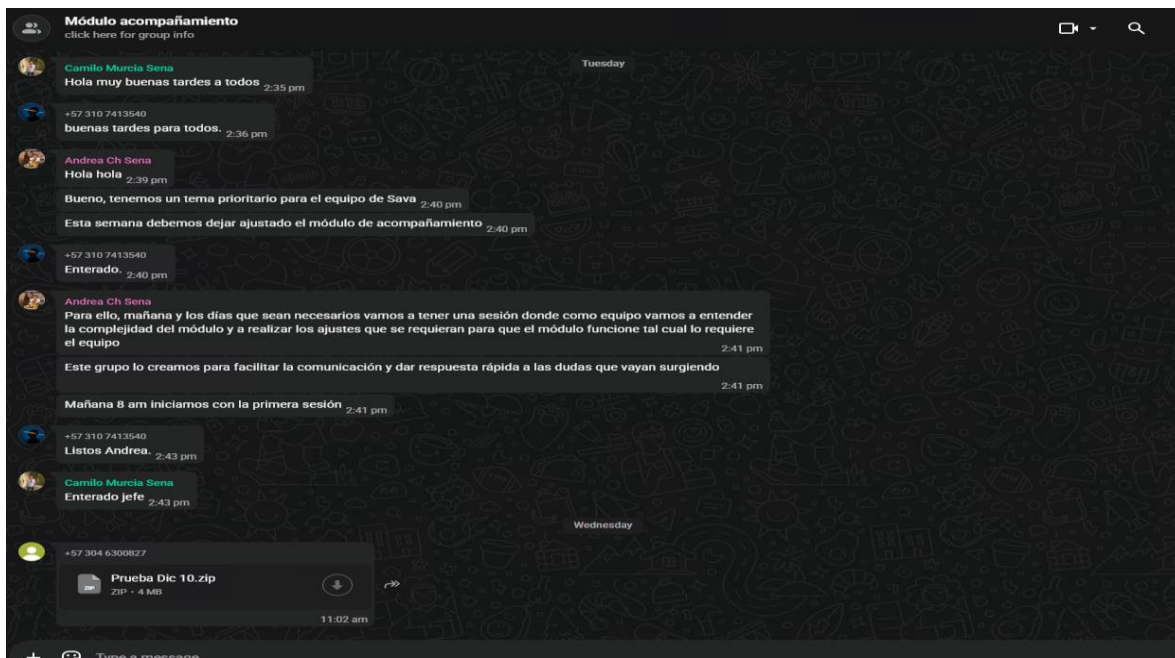 Módulo acompañamiento
click here for group info
Tuesday
Camilo Murcia Sena
Hola muy buenas tardes a todos 2:35 pm
+57 310 7413540
buenas tardes para todos. 2:36 pm
Andrea Ch Sena
Hola hola 2:39 pm
Bueno, tenemos un tema prioritario para el equipo de Sava 2:40 pm
Esta semana debemos dejar ajustado el módulo de acompañamiento 2:40 pm
+57 310 7413540
Enterado. 2:40 pm
Andrea Ch Sena
Para ello, mañana y los días que sean necesarios vamos a tener una sesión donde como equipo vamos a entender
la complejidad del módulo y a realizar los ajustes que se requieran para que el módulo funcione tal cual lo requiere
el equipo
2:41 pm
Este grupo lo creamos para facilitar la comunicación y dar respuesta rápida a las dudas que vayan surgiendo
2:41 pm
Mañana 8 am iniciamos con la primera sesión 2:41 pm
+57 310 7413540
Listos Andrea. 2:43 pm
Camilo Murcia Sena
Enterado jefe 2:43 pm
Wednesday
+57 304 6300827
Prueba Dic 10.zip
ZIP
ZIP • 4 MB
11:02 am
Type a message